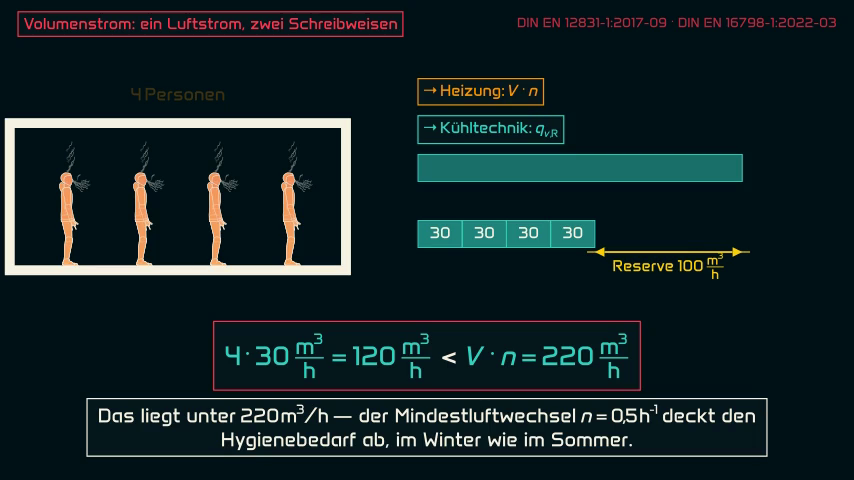 Volumenstrom: ein Luftstrom, zwei Schreibweisen
DIN EN 12831-1:2017-09 · DIN EN 16798-1:2022-03
4 Personen
→ Heizung: V · n
→ Kühltechnik: q_v,R
30 30 30 30
Reserve 100 m³/h
4 · 30 m³/h = 120 m³/h < V · n = 220 m³/h
Das liegt unter 220 m³/h — der Mindestluftwechsel n = 0,5 h⁻¹ deckt den
Hygienebedarf ab, im Winter wie im Sommer.